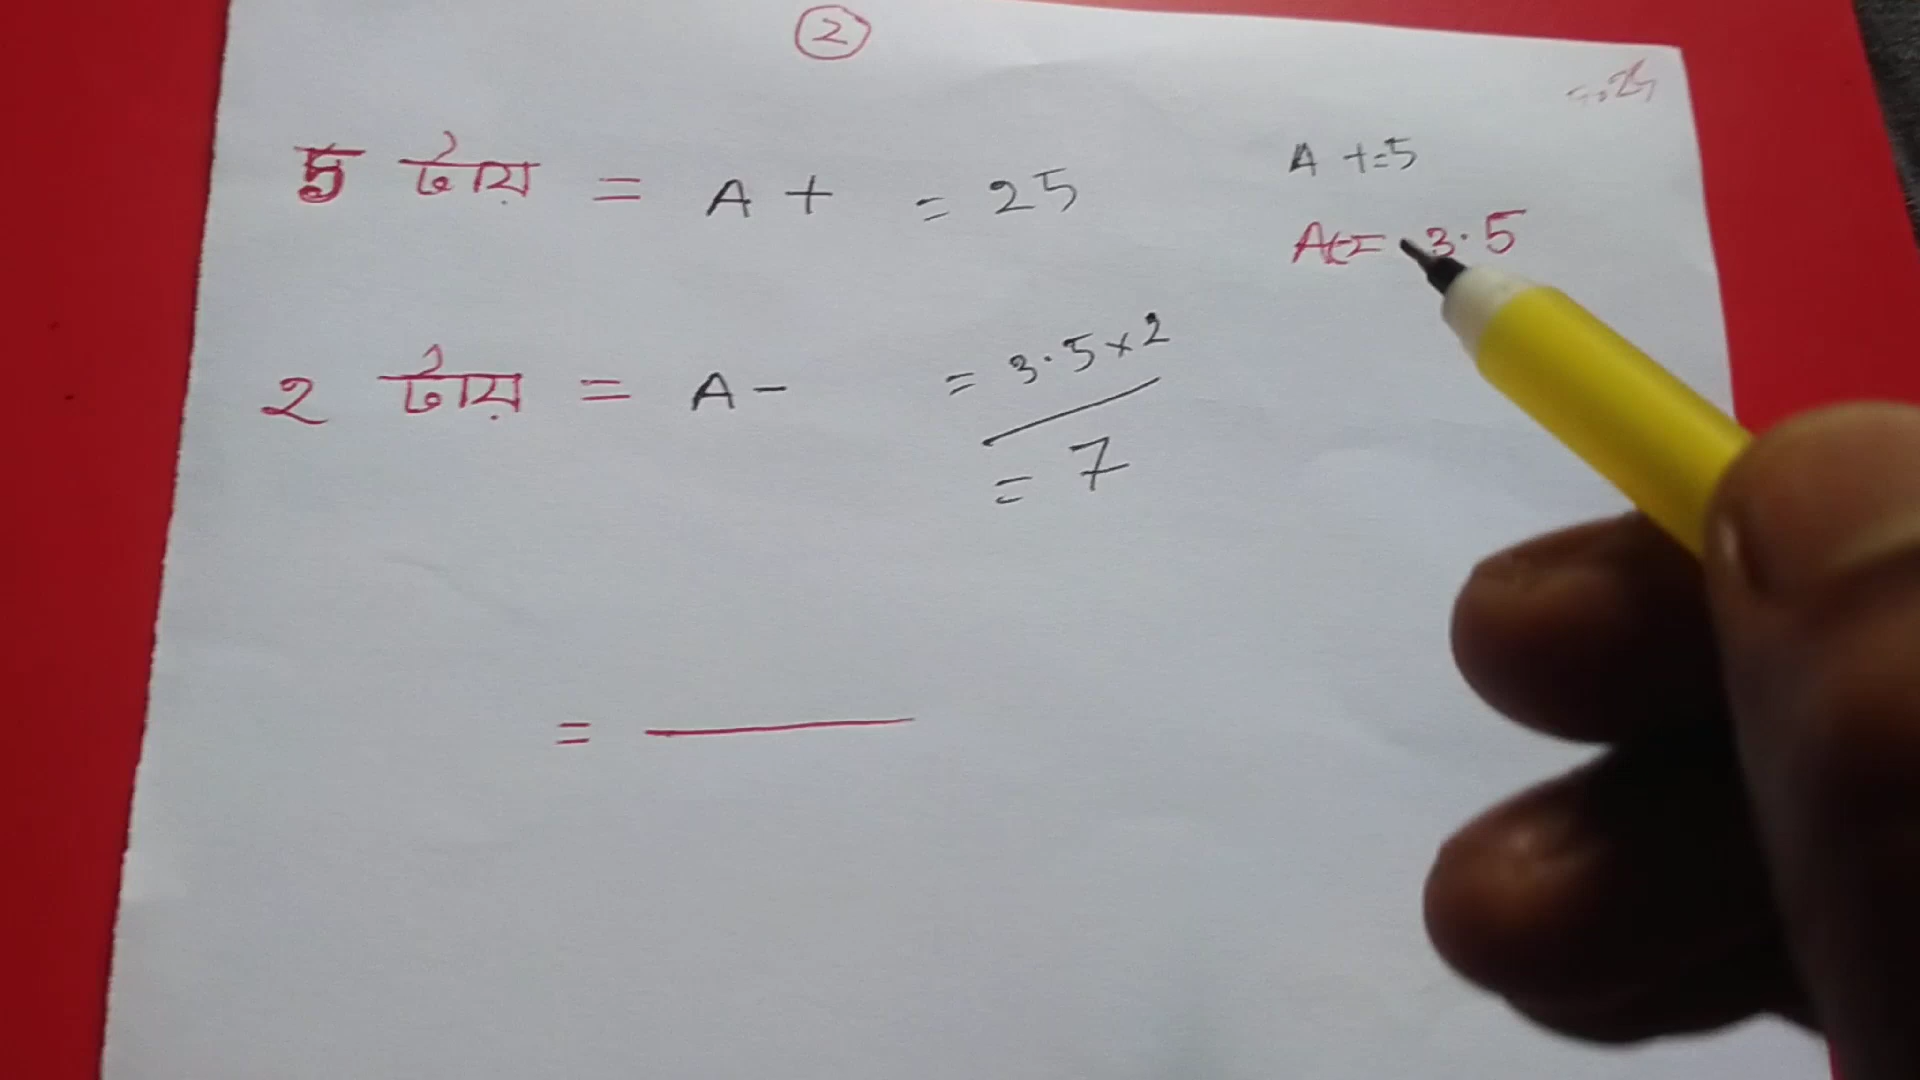 2
5 টায় = A + = 25
A + = 5
= 3.5
2 টায় = A - = 3.5 x 2
= 7
=